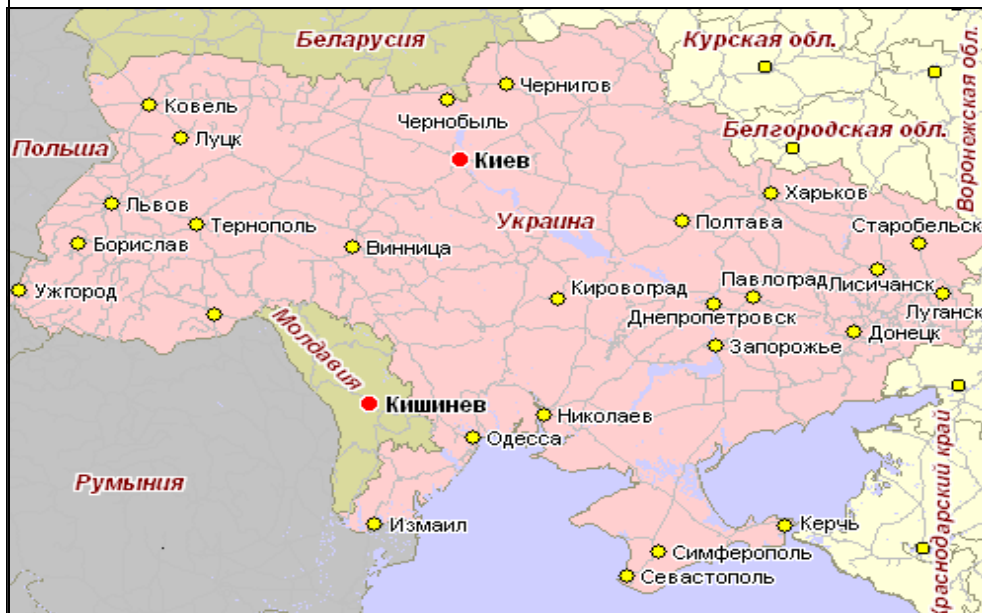 Беларусия
Курская обл.
Воронежская обл.
Чернигов
Ковель
Чернобыль
Белгородская обл.
Луцк
Польша
Киев
Харьков
Львов
Украина
Полтава
Тернополь
Старобельск
Борислав
Винница
Павлоград
Лисичанск
Ужгород
Кировоград
Луганск
Днепропетровск
Молдавия
Донецк
Запорожье
Кишинев
Николаев
Одесса
Румыния
Краснодарский край
Измаил
Керчь
Симферополь
Севастополь